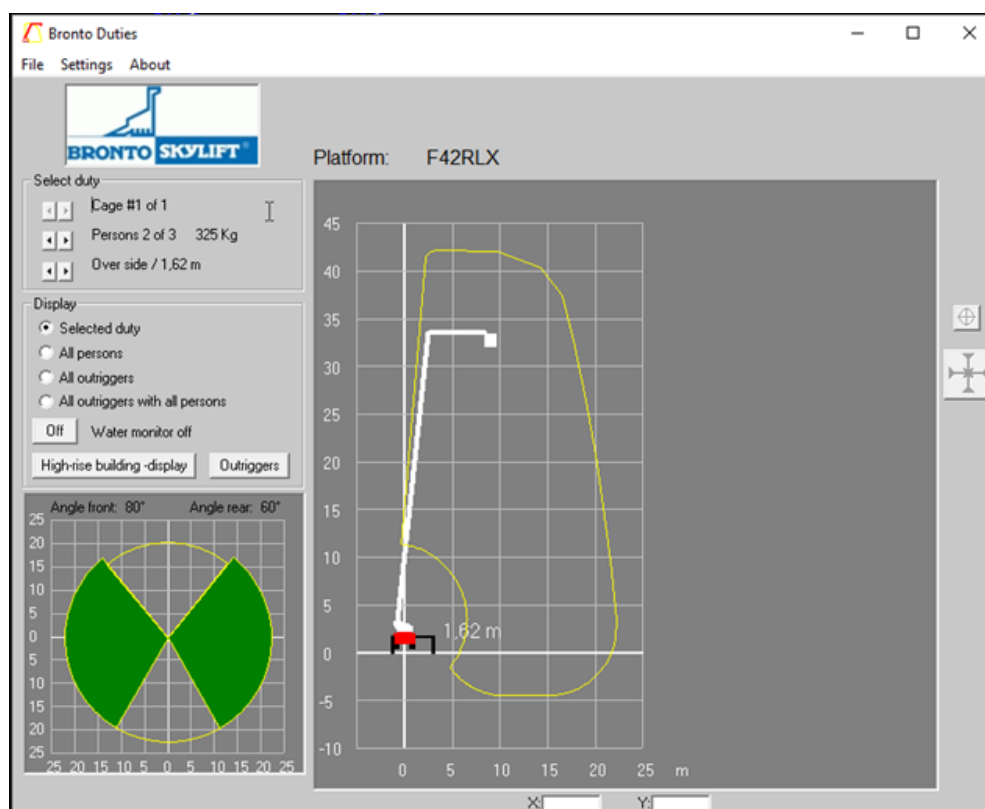 Bronto Duties
File Settings About
BRONTO SKYLIFT®
Platform: F42RLX
Select duty
Cage #1 of 1
Persons 2 of 3 325 Kg
Over side / 1,62 m
Display
Selected duty
All persons
All outriggers
All outriggers with all persons
Off Water monitor off
High-rise building -display Outriggers
Angle front: 80° Angle rear: 60°
25
20
15
10
5
0
5
10
15
20
25
25 20 15 10 5 0 5 10 15 20 25
45
40
35
30
25
20
15
10
5
1,62 m
0
-5
-10
0 5 10 15 20 25 m
X: Y: